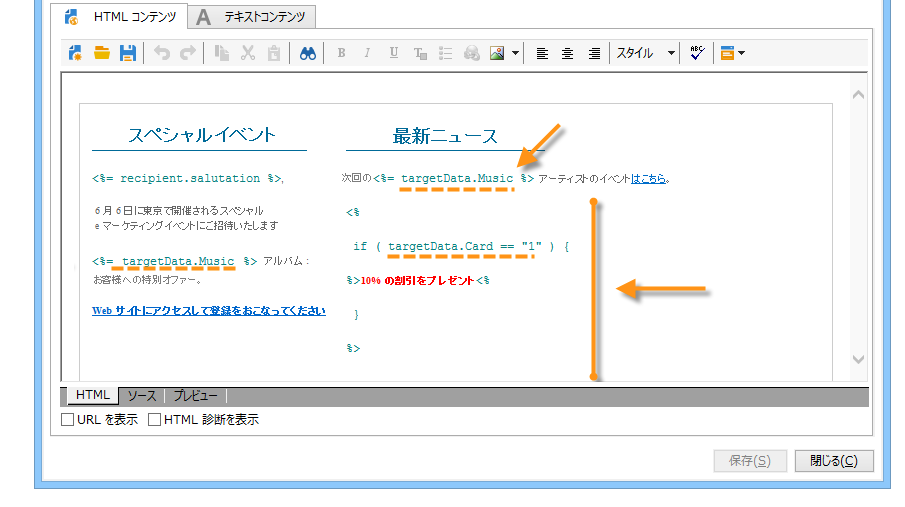 HTML コンテンツ
A テキストコンテンツ
B I U
スタイル
ABC
スペシャルイベント
<%= recipient.salutation %>,
6 月 6日に東京で開催されるスペシャル
e マーケティングイベントにご招待いたします
<%= targetData.Music %> アルバム :
お客様への特別オファー。
Web サイトにアクセスして登録をおこなってください
最新ニュース
次回の<%= targetData.Music %> アーティストのイベントはこちら。
<%
if ( targetData.Card == "1" ) {
%>10% の割引をプレゼント<%
}
%>
HTML ソース プレビュー
URL を表示 HTML 診断を表示
保存(S) 閉じる(C)